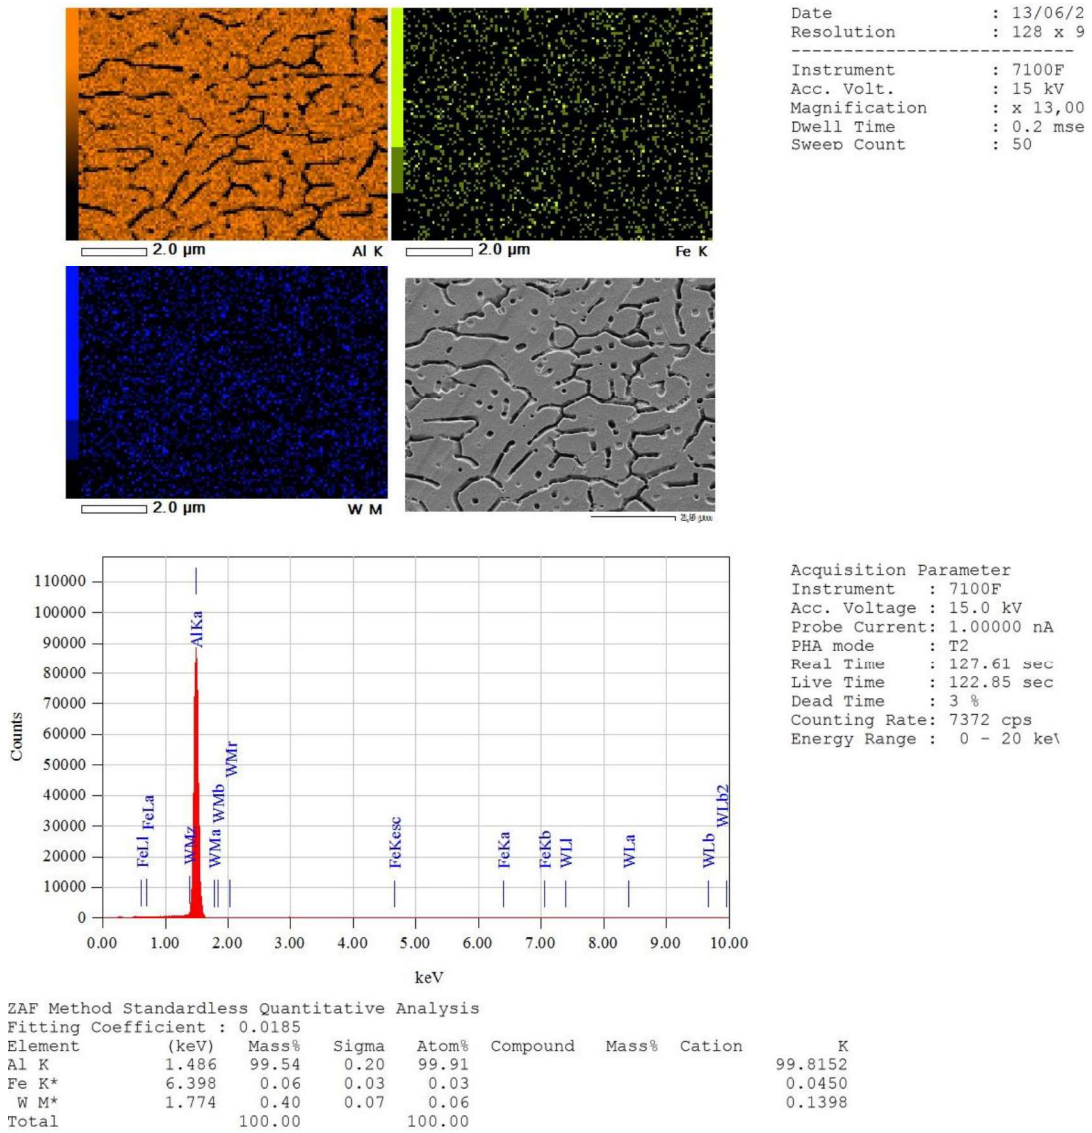 Date : 13/06/2
Resolution : 128 x 9
----------------------------
Instrument : 7100F
Acc. Volt. : 15 kV
Magnification : x 13,00
Dwell Time : 0.2 mse
Sweep Count : 50
2.0 µm Al K
2.0 µm Fe K
2.0 µm W M
µm
Acquisition Parameter
Instrument : 7100F
Acc. Voltage : 15.0 kV
Probe Current: 1.00000 nA
PHA mode : T2
Real Time : 127.61 sec
Live Time : 122.85 sec
Dead Time : 3 %
Counting Rate: 7372 cps
Energy Range : 0 - 20 keV
Counts
110000
100000
90000
80000
70000
60000
50000
40000
30000
20000
10000
0
FeLl
FeLa
WMz
AlKa
WMa
WMb
WMr
FeKesc
FeKa
FeKb
WLl
WLa
WLb
WLb2
0.00 1.00 2.00 3.00 4.00 5.00 6.00 7.00 8.00 9.00 10.00
keV
ZAF Method Standardless Quantitative Analysis
Fitting Coefficient : 0.0185
Element (keV) Mass% Sigma Atom% Compound Mass% Cation K
Al K 1.486 99.54 0.20 99.91 99.8152
Fe K* 6.398 0.06 0.03 0.03 0.0450
W M* 1.774 0.40 0.07 0.06 0.1398
Total 100.00 100.00